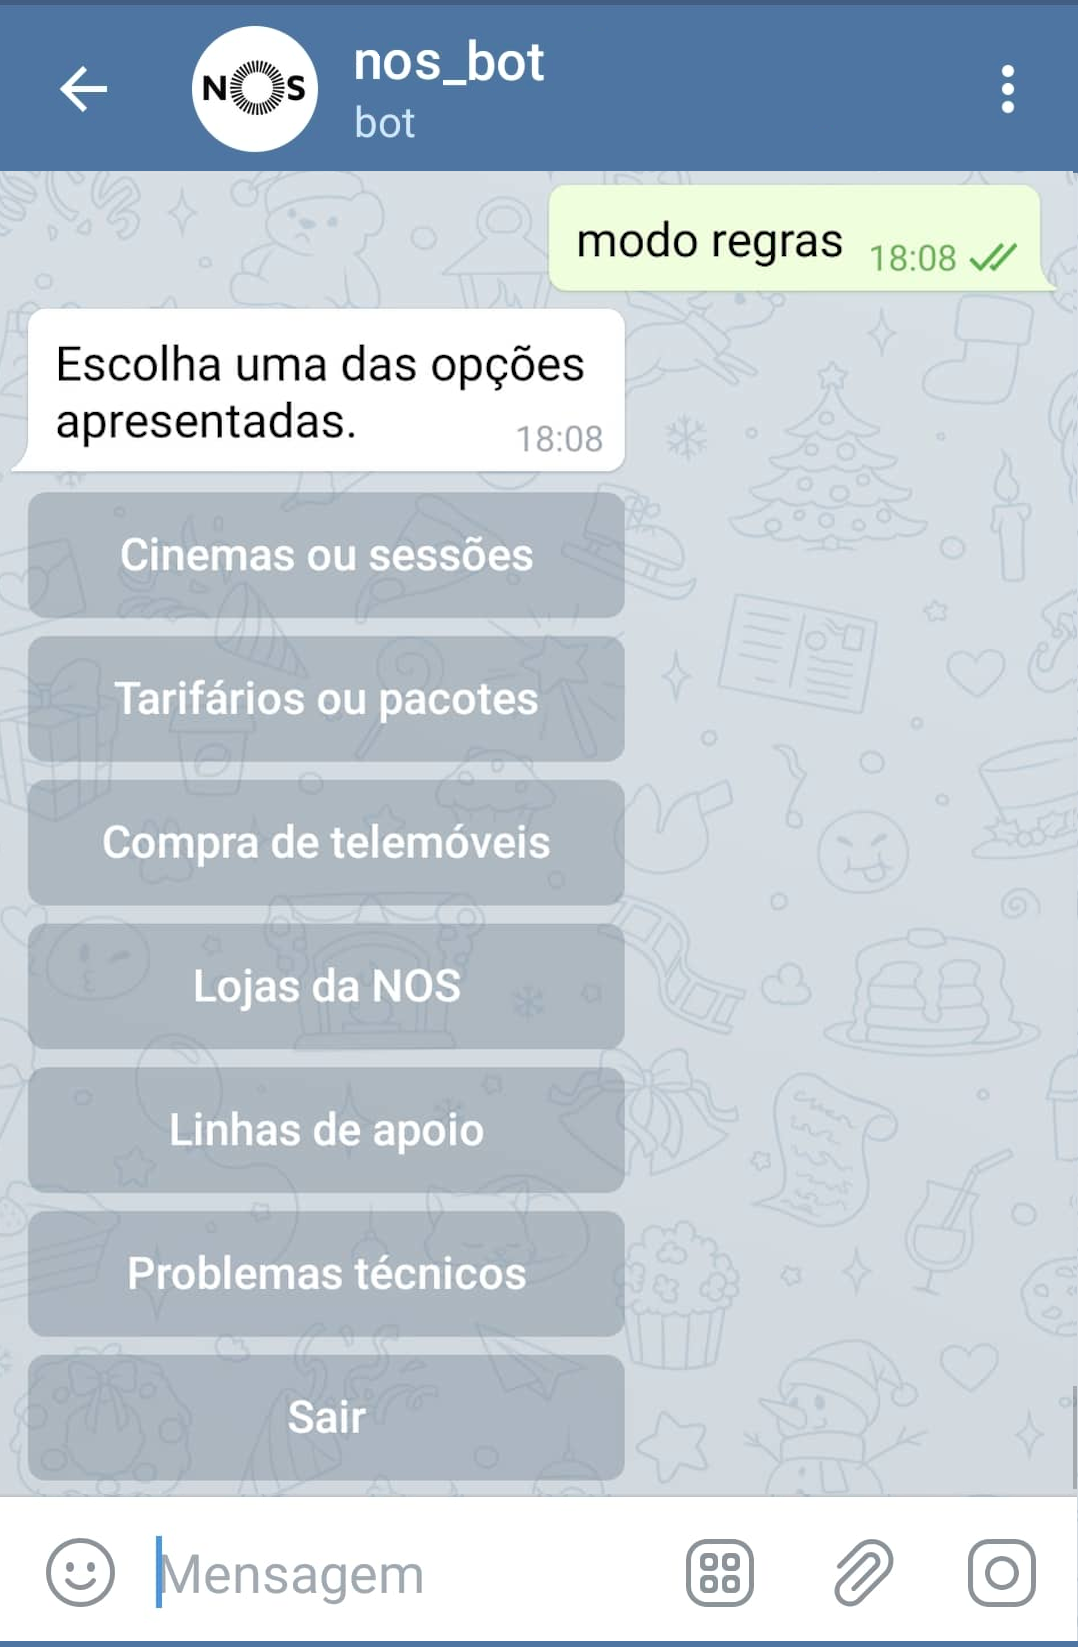 NOS
nos_bot
bot
modo regras 18:08
Escolha uma das opções
apresentadas. 18:08
Cinemas ou sessões
Tarifários ou pacotes
Compra de telemóveis
Lojas da NOS
Linhas de apoio
Problemas técnicos
Sair
Mensagem